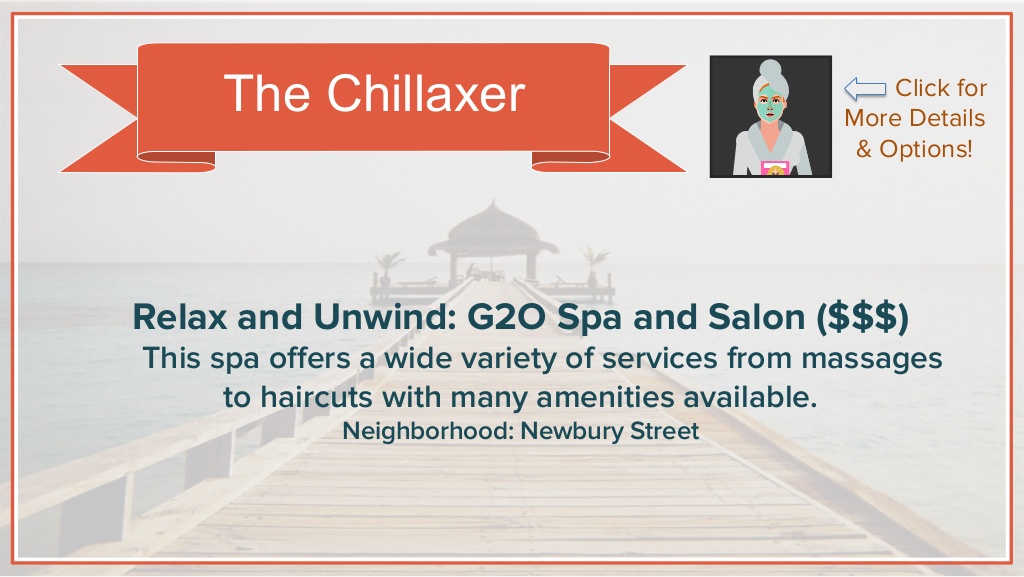 The Chillaxer
Click for
More Details
& Options!
Relax and Unwind: G2O Spa and Salon ($$$)
This spa offers a wide variety of services from massages
to haircuts with many amenities available.
Neighborhood: Newbury Street